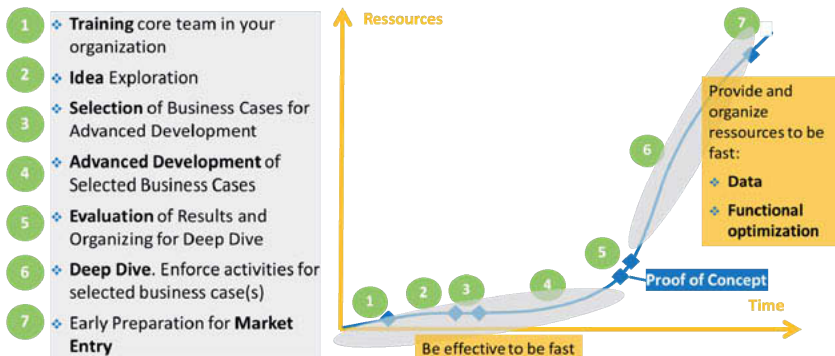 1
Training core team in your
organization
2
Idea Exploration
3
Selection of Business Cases for
Advanced Development
4
Advanced Development of
Selected Business Cases
5
Evaluation of Results and
Organizing for Deep Dive
6
Deep Dive. Enforce activities for
selected business case(s)
7
Early Preparation for Market
Entry
Ressources
7
Provide and
organize
ressources to be
fast:
Data
Functional
optimization
6
5
Proof of Concept
1
2
3
4
Time
Be effective to be fast